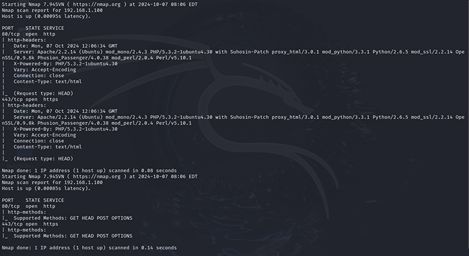 Starting Nmap 7.94SVN ( https://nmap.org ) at 2024-10-07 08:06 EDT
Nmap scan report for 192.168.1.100
Host is up (0.00095s latency).

PORT    STATE SERVICE
80/tcp  open  http
| http-headers:
|   Date: Mon, 07 Oct 2024 12:06:34 GMT
|   Server: Apache/2.2.14 (Ubuntu) mod_mono/2.4.3 PHP/5.3.2-1ubuntu4.30 with Suhosin-Patch proxy_html/3.0.1 mod_python/3.3.1 Python/2.6.5 mod_ssl/2.2.14 Ope
nSSL/0.9.8k Phusion_Passenger/4.0.38 mod_perl/2.0.4 Perl/v5.10.1
|   X-Powered-By: PHP/5.3.2-1ubuntu4.30
|   Vary: Accept-Encoding
|   Connection: close
|   Content-Type: text/html
|
|_  (Request type: HEAD)
443/tcp open  https
| http-headers:
|   Date: Mon, 07 Oct 2024 12:06:34 GMT
|   Server: Apache/2.2.14 (Ubuntu) mod_mono/2.4.3 PHP/5.3.2-1ubuntu4.30 with Suhosin-Patch proxy_html/3.0.1 mod_python/3.3.1 Python/2.6.5 mod_ssl/2.2.14 Ope
nSSL/0.9.8k Phusion_Passenger/4.0.38 mod_perl/2.0.4 Perl/v5.10.1
|   X-Powered-By: PHP/5.3.2-1ubuntu4.30
|   Vary: Accept-Encoding
|   Connection: close
|   Content-Type: text/html
|
|_  (Request type: HEAD)

Nmap done: 1 IP address (1 host up) scanned in 0.08 seconds
Starting Nmap 7.94SVN ( https://nmap.org ) at 2024-10-07 08:06 EDT
Nmap scan report for 192.168.1.100
Host is up (0.00085s latency).

PORT    STATE SERVICE
80/tcp  open  http
| http-methods:
|_  Supported Methods: GET HEAD POST OPTIONS
443/tcp open  https
| http-methods:
|_  Supported Methods: GET HEAD POST OPTIONS

Nmap done: 1 IP address (1 host up) scanned in 0.14 seconds